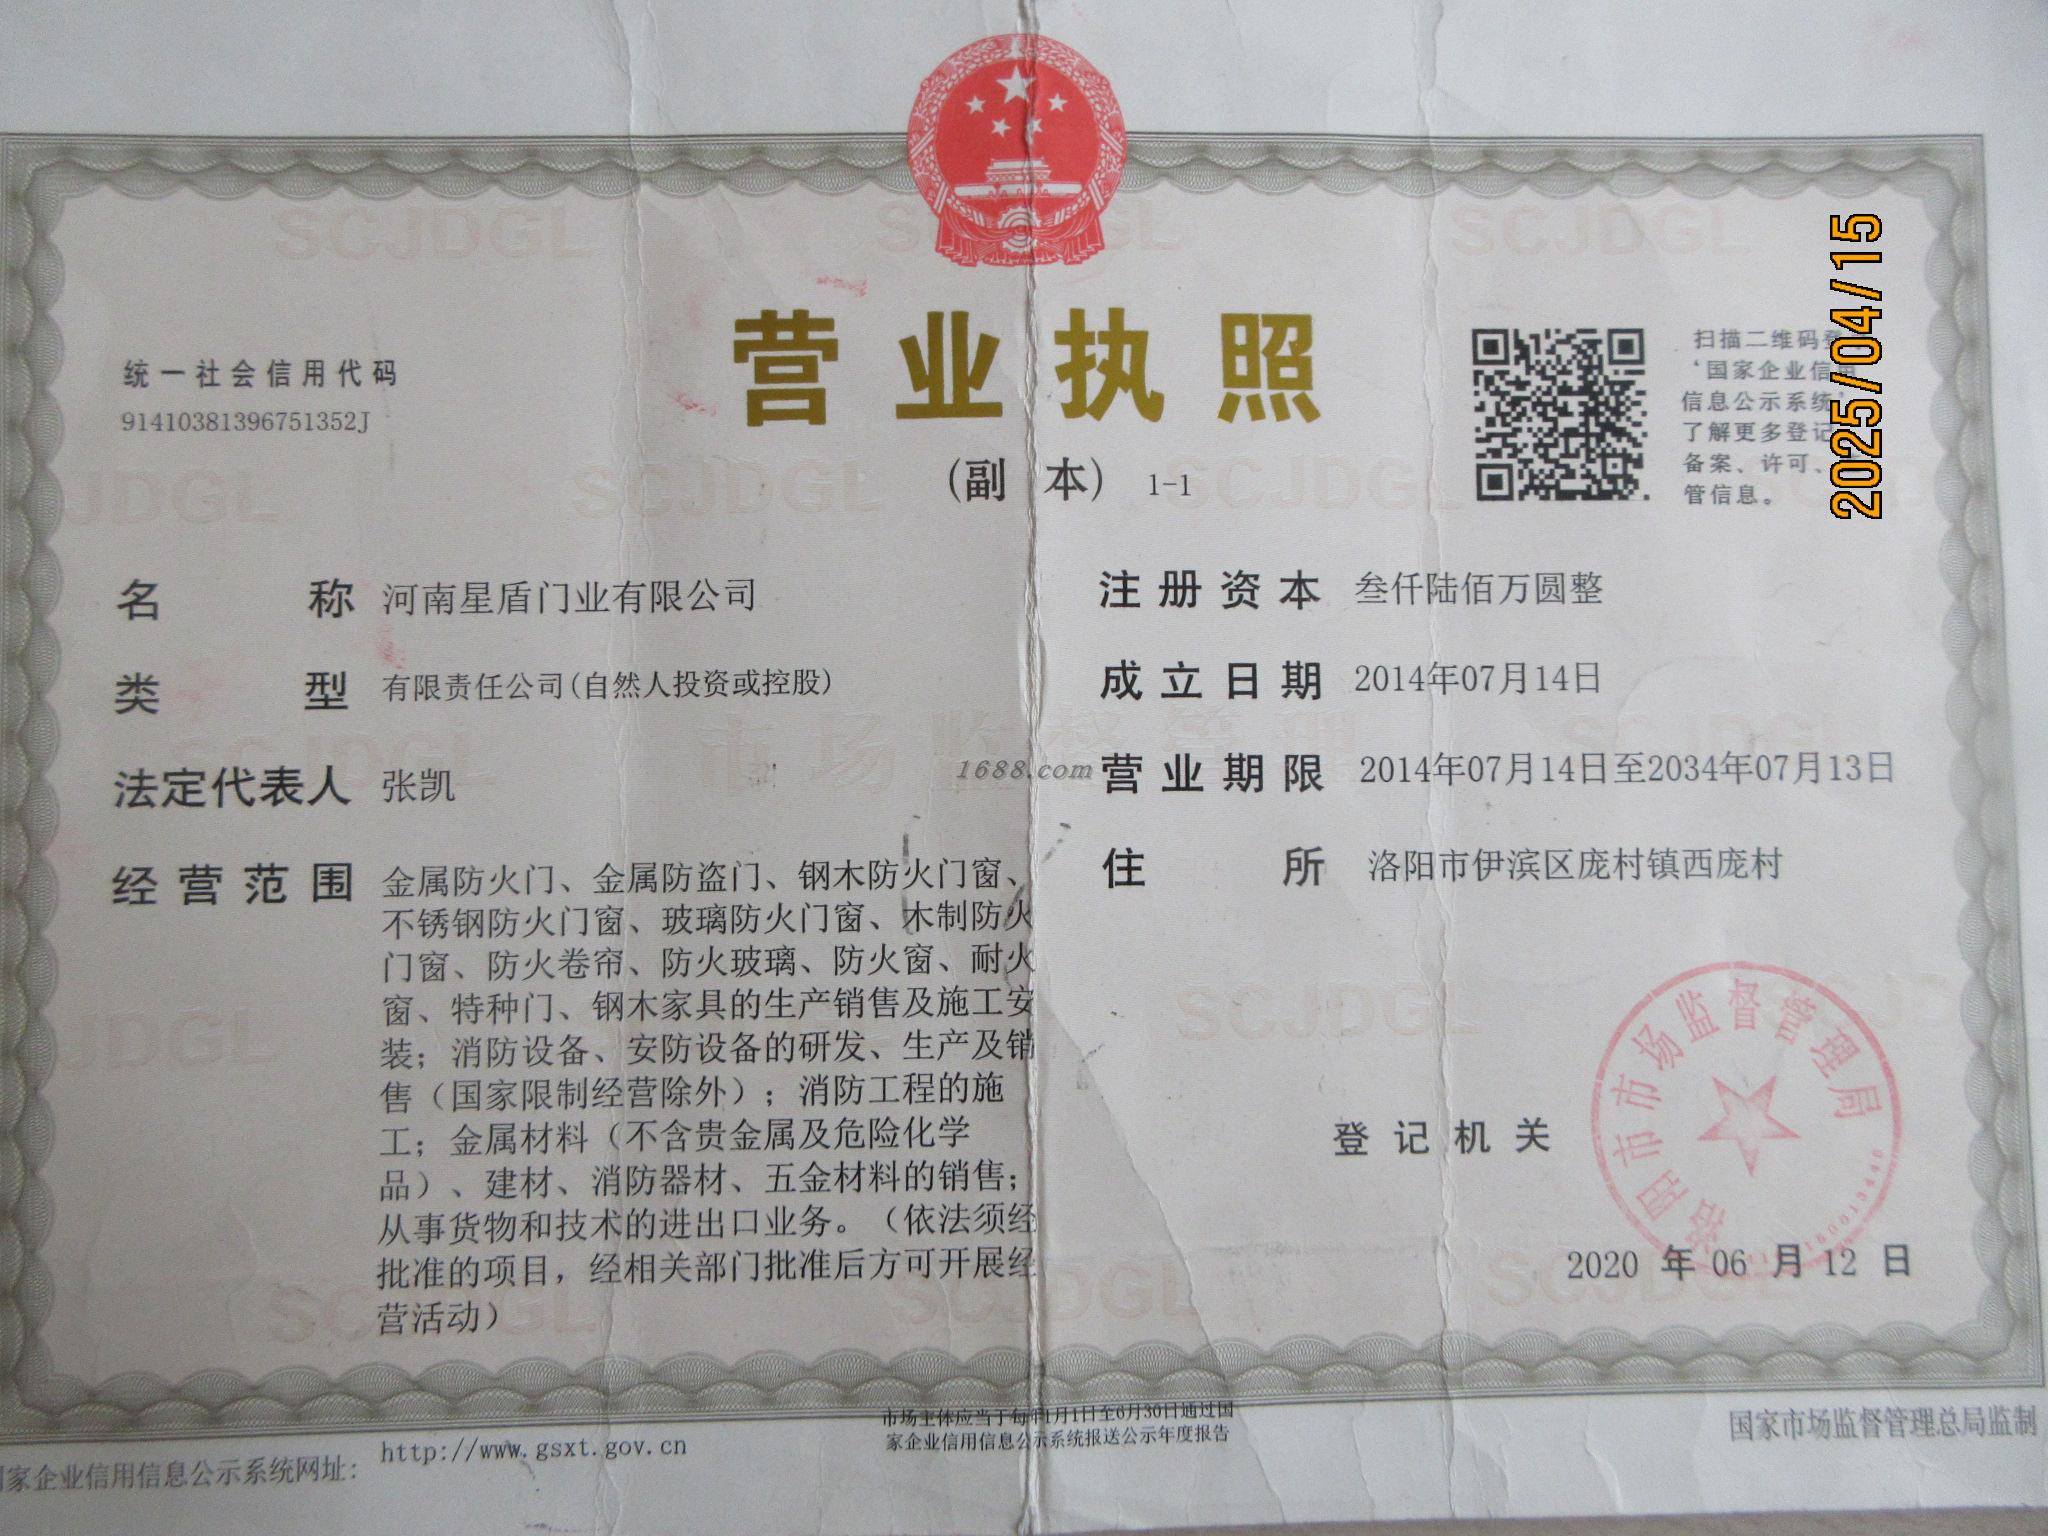 营业执照
(副 本) 1-1
统一社会信用代码
91410381396751352J
扫描二维码登
‘国家企业信用
信息公示系统’
了解更多登记、
备案、许可、
管信息。
2025/04/15
名 称 河南星盾门业有限公司
类 型 有限责任公司(自然人投资或控股)
法定代表人 张凯
经营范围 金属防火门、金属防盗门、钢木防火门窗、
不锈钢防火门窗、玻璃防火门窗、木制防火
门窗、防火卷帘、防火玻璃、防火窗、耐火
窗、特种门、钢木家具的生产销售及施工安
装；消防设备、安防设备的研发、生产及销
售（国家限制经营除外）；消防工程的施
工；金属材料（不含贵金属及危险化学
品）、建材、消防器材、五金材料的销售；
从事货物和技术的进出口业务。（依法须经
批准的项目，经相关部门批准后方可开展经
营活动）
注册资本 叁仟陆佰万圆整
成立日期 2014年07月14日
营业期限 2014年07月14日至2034年07月13日
住 所 洛阳市伊滨区庞村镇西庞村
1688.com
登记机关
洛阳市市场监督管理局
2020 年 06 月 12 日
家企业信用信息公示系统网址：
http://www.gsxt.gov.cn
市场主体应当于每年1月1日至6月30日通过国
家企业信用信息公示系统报送公示年度报告
国家市场监督管理总局监制